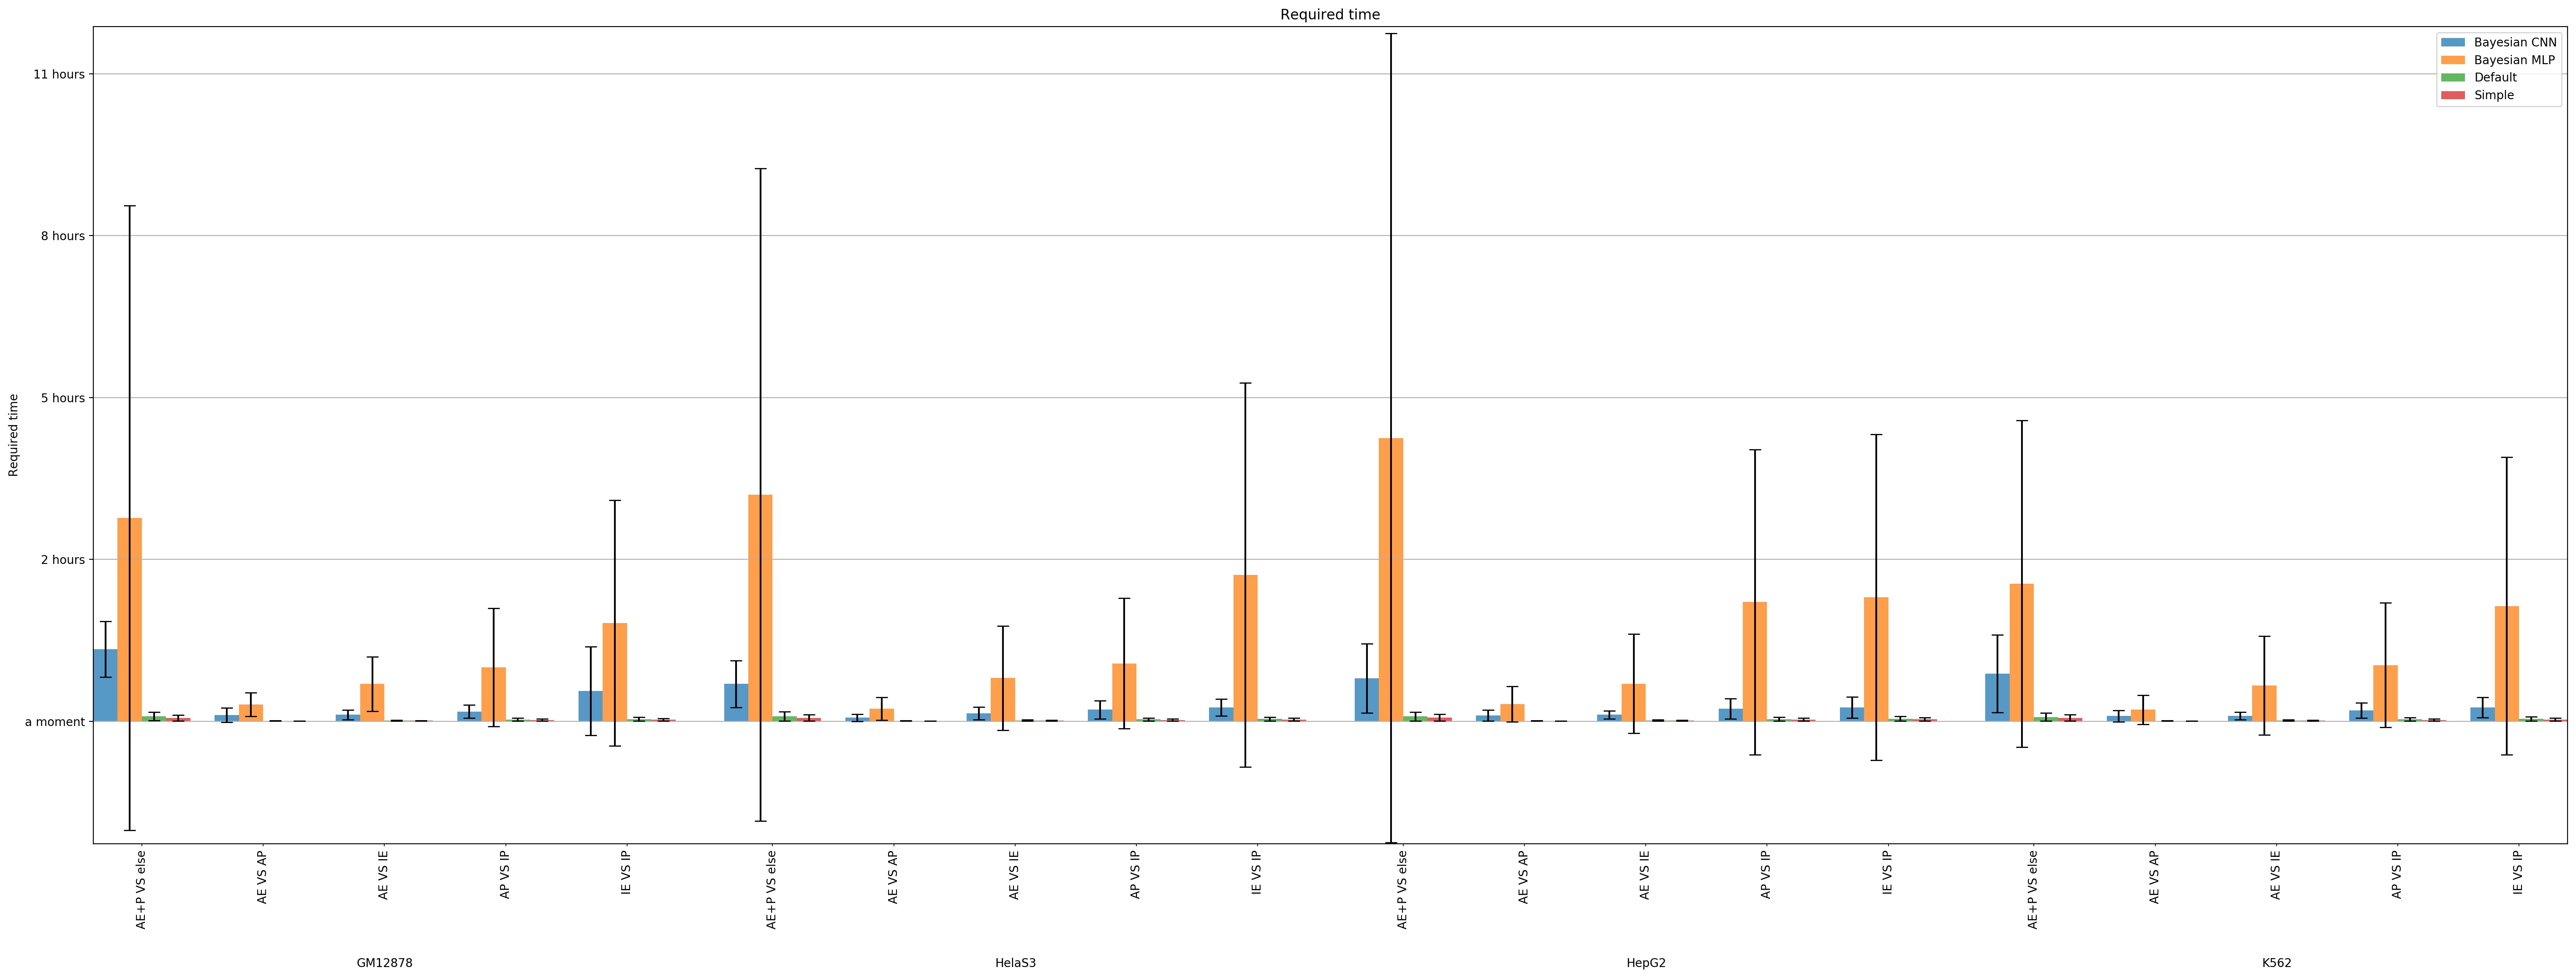 Required time
11 hours
8 hours
5 hours
2 hours
a moment
Required time
Bayesian CNN
Bayesian MLP
Default
Simple
AE+P VS else
AE VS AP
AE VS IE
AP VS IP
IE VS IP
AE+P VS else
AE VS AP
AE VS IE
AP VS IP
IE VS IP
AE+P VS else
AE VS AP
AE VS IE
AP VS IP
IE VS IP
AE+P VS else
AE VS AP
AE VS IE
AP VS IP
IE VS IP
GM12878
HelaS3
HepG2
K562